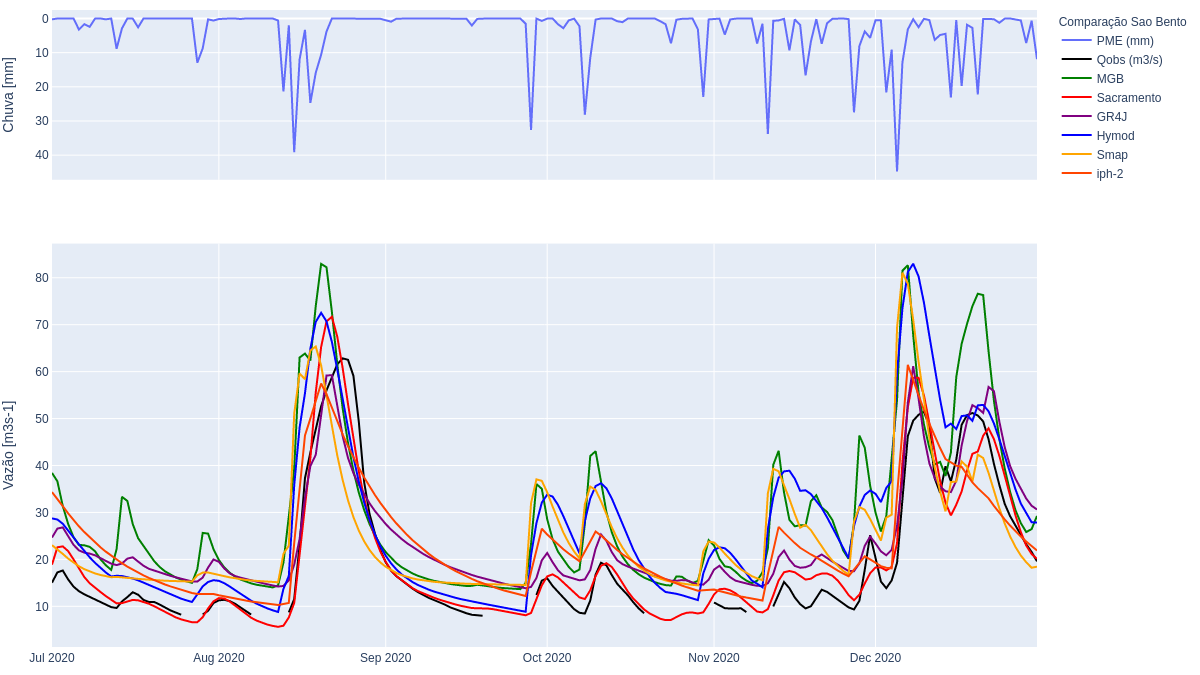 Comparação Sao Bento
PME (mm)
Qobs (m3/s)
MGB
Sacramento
GR4J
Hymod
Smap
iph-2
Chuva [mm]
0
10
20
30
40
Vazão [m3s-1]
80
70
60
50
40
30
20
10
Jul 2020
Aug 2020
Sep 2020
Oct 2020
Nov 2020
Dec 2020